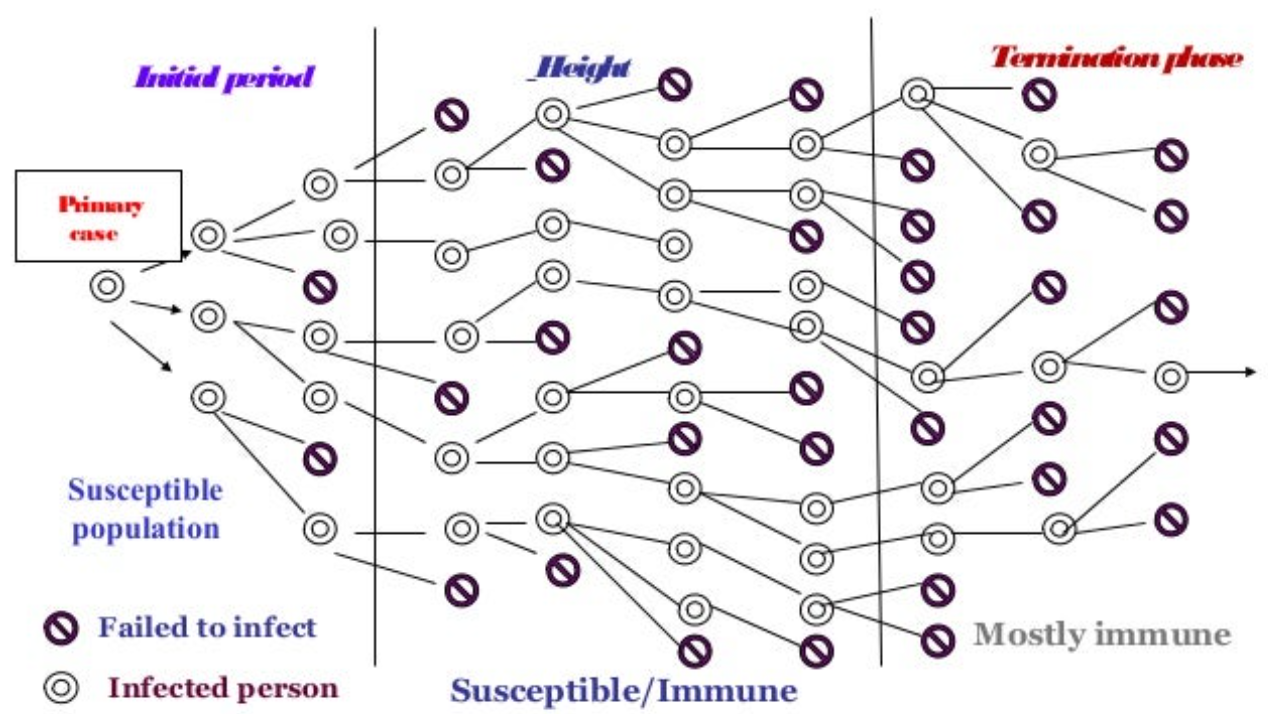 Initial period
Height
Termination phase
Primary
case
Susceptible
population
Failed to infect
Infected person
Susceptible/Immune
Mostly immune